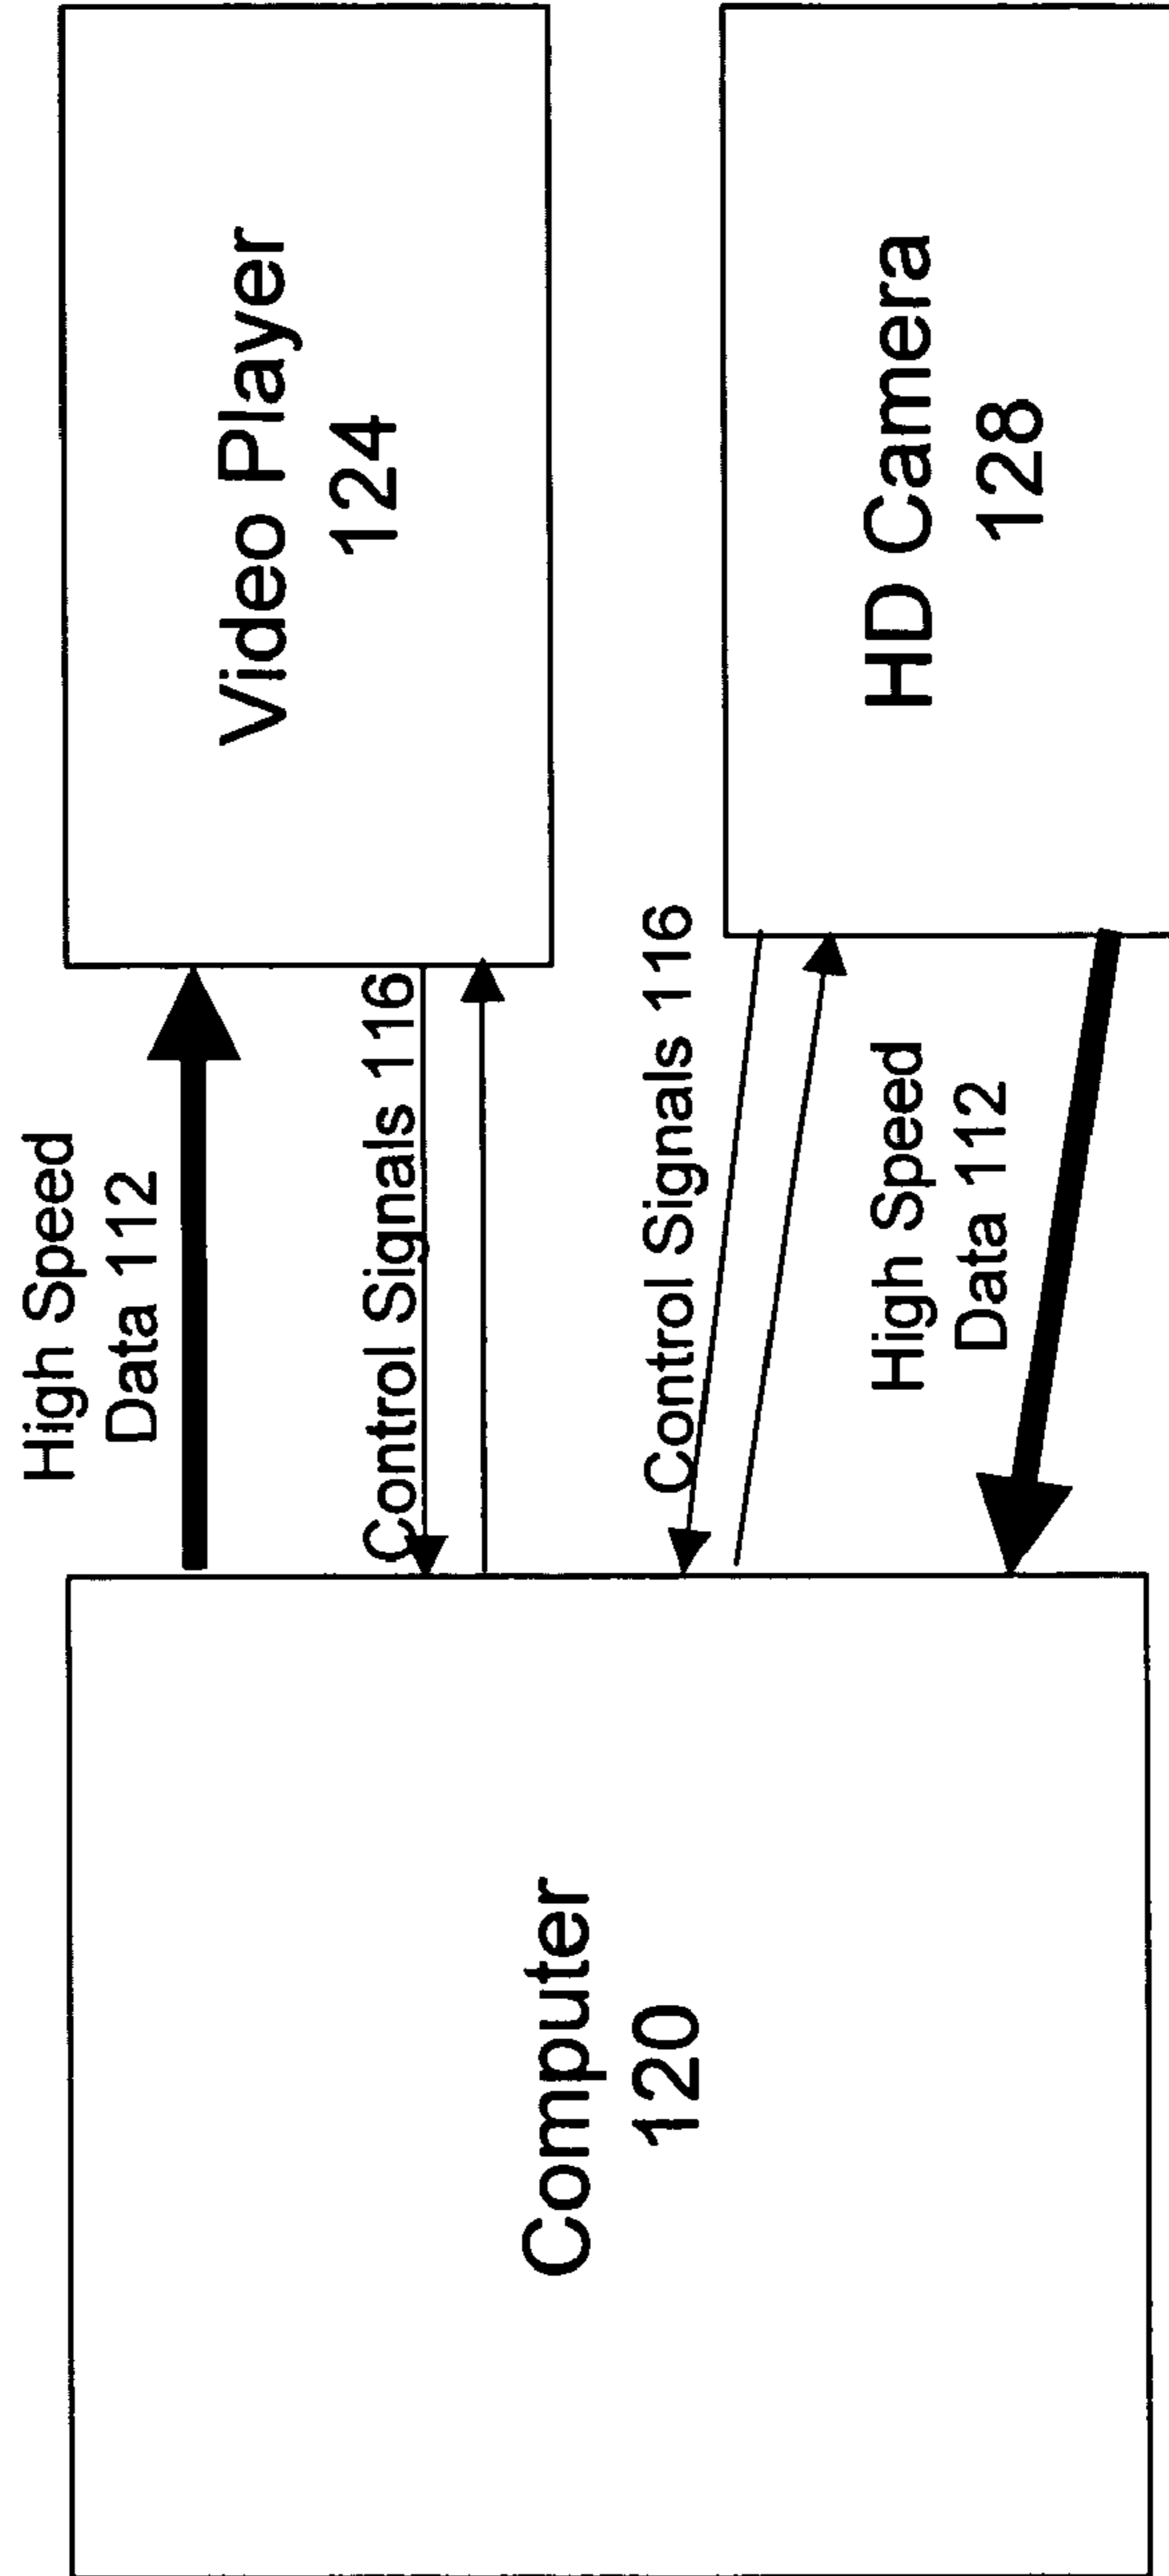 High Speed
Data 112
Video Player
124
Control Signals 116
Computer
120
Control Signals 116
HD Camera
128
High Speed
Data 112